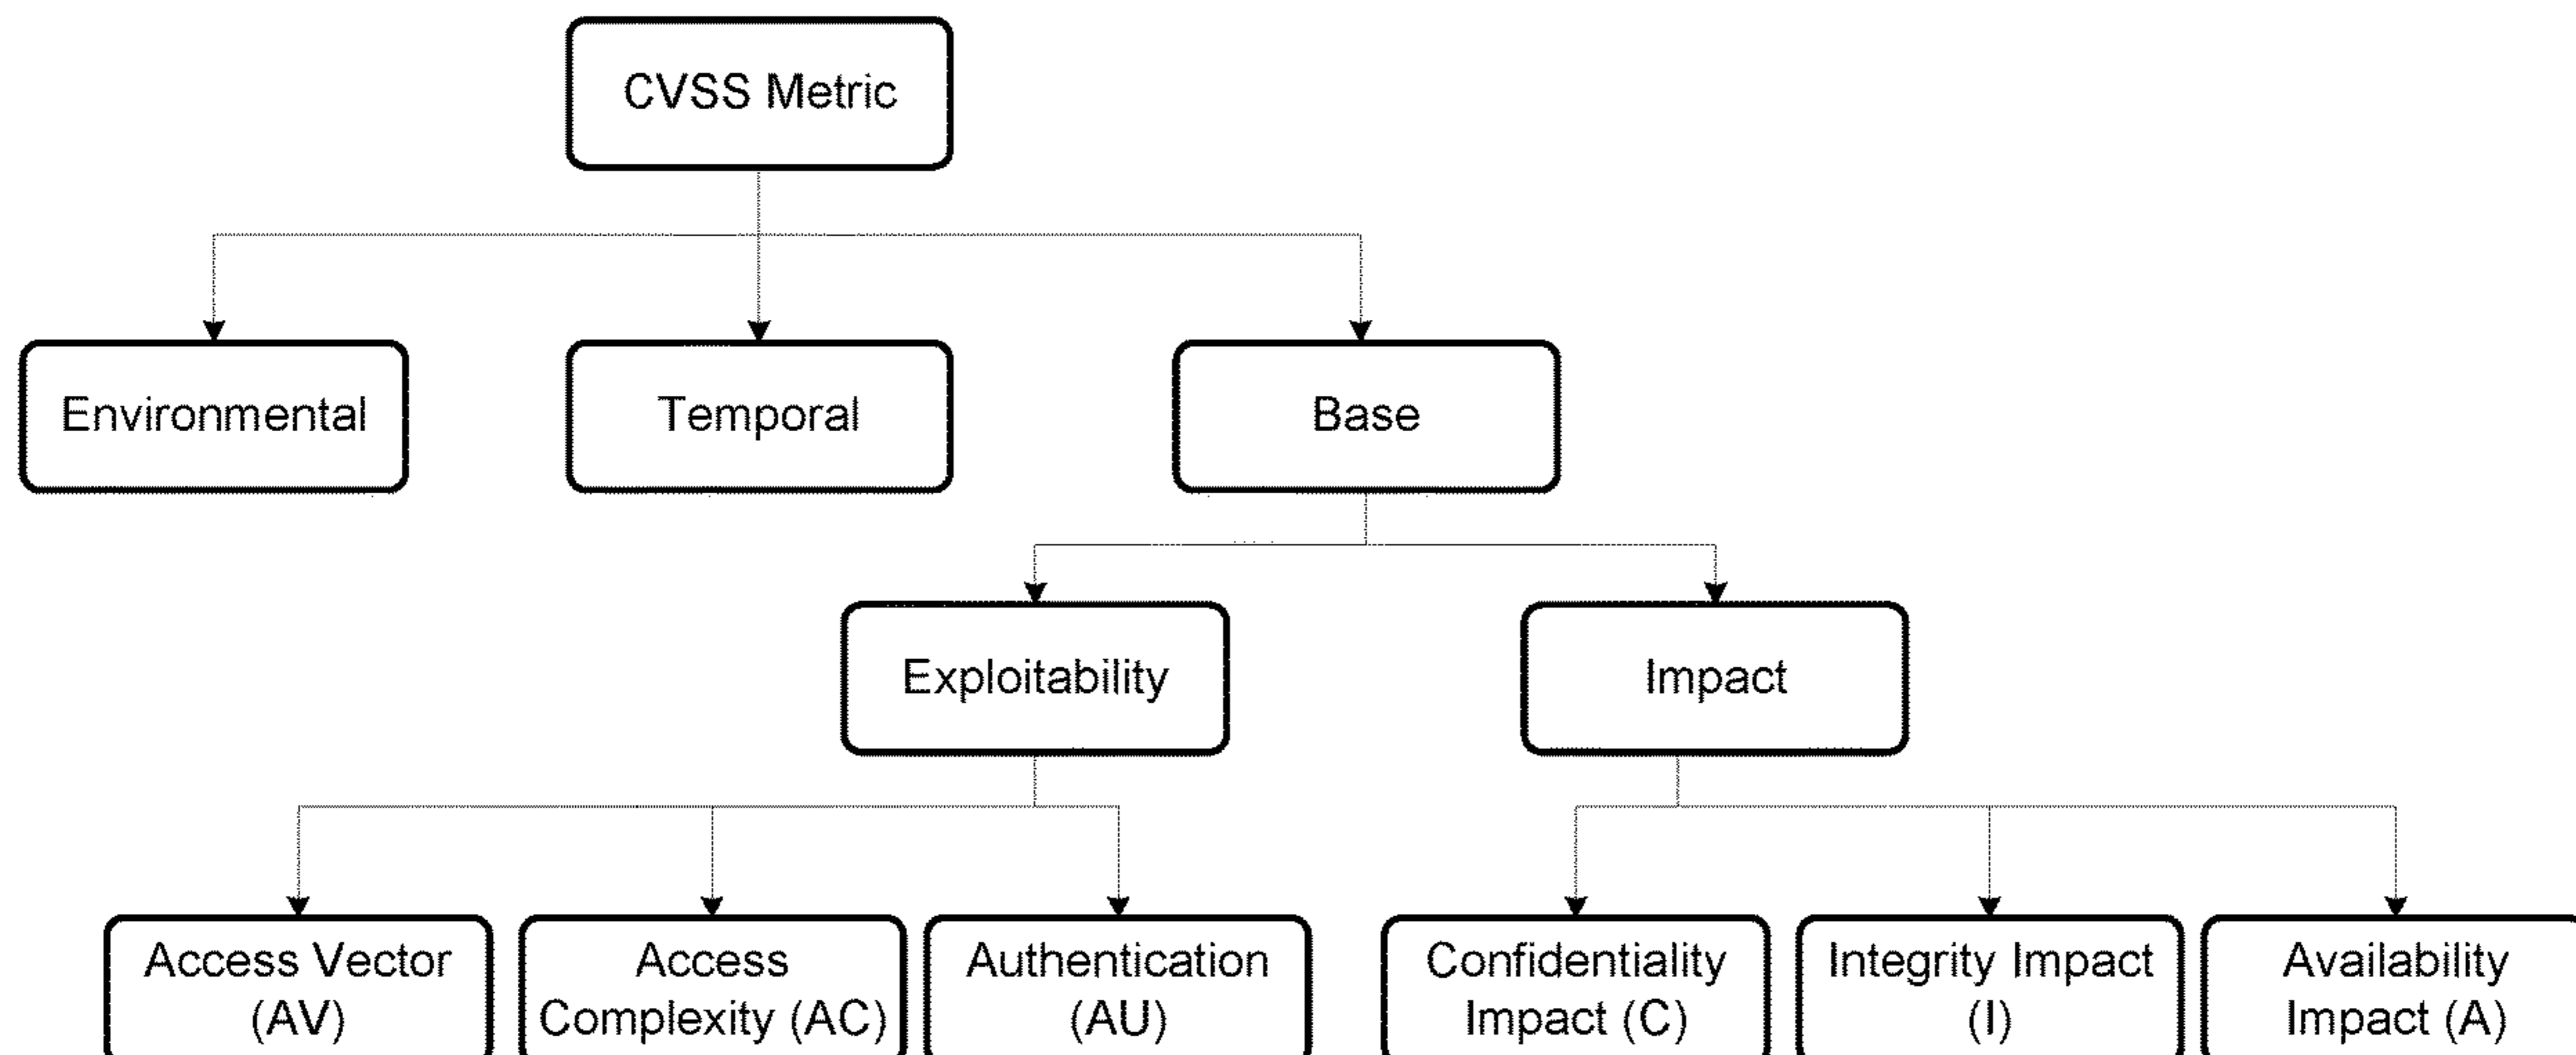 CVSS Metric
Environmental
Temporal
Base
Exploitability
Impact
Access Vector
(AV)
Access
Complexity (AC)
Authentication
(AU)
Confidentiality
Impact (C)
Integrity Impact
(I)
Availability
Impact (A)